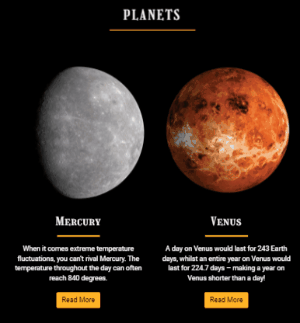 PLANETS
MERCURY
When it comes extreme temperature
fluctuations, you can't rival Mercury. The
temperature throughout the day can often
reach 840 degrees.
Read More
VENUS
A day on Venus would last for 243 Earth
days, whilst an entire year on Venus would
last for 224.7 days – making a year on
Venus shorter than a day!
Read More